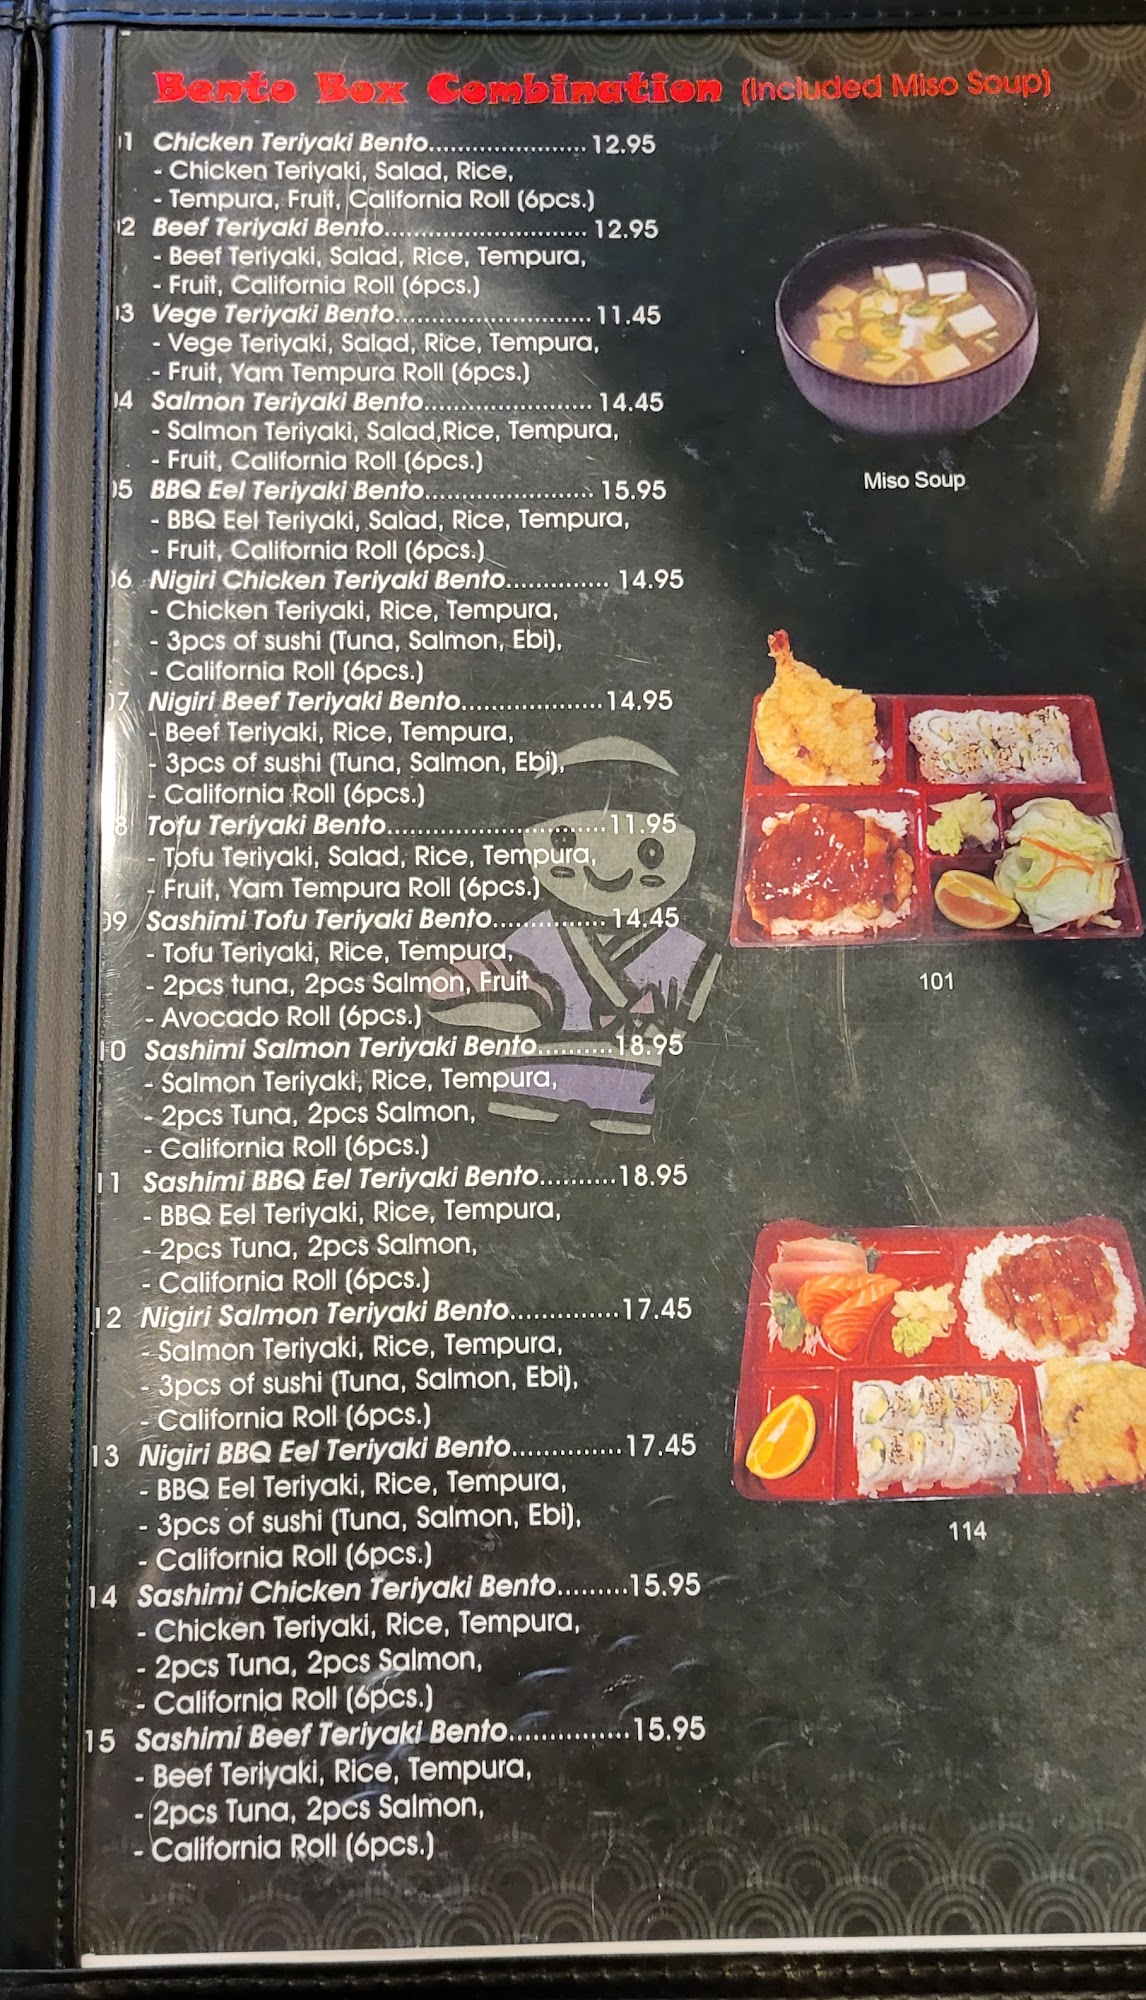 Bento Box Combination (Included Miso Soup)
01 Chicken Teriyaki Bento...................... 12.95
- Chicken Teriyaki, Salad, Rice,
- Tempura, Fruit, California Roll (6pcs.)
02 Beef Teriyaki Bento............................ 12.95
- Beef Teriyaki, Salad, Rice, Tempura,
- Fruit, California Roll (6pcs.)
03 Vege Teriyaki Bento........................... 11.45
- Vege Teriyaki, Salad, Rice, Tempura,
- Fruit, Yam Tempura Roll (6pcs.)
04 Salmon Teriyaki Bento....................... 14.45
- Salmon Teriyaki, Salad,Rice, Tempura,
- Fruit, California Roll (6pcs.)
05 BBQ Eel Teriyaki Bento....................... 15.95
- BBQ Eel Teriyaki, Salad, Rice, Tempura,
- Fruit, California Roll (6pcs.)
06 Nigiri Chicken Teriyaki Bento.............. 14.95
- Chicken Teriyaki, Rice, Tempura,
- 3pcs of sushi (Tuna, Salmon, Ebi),
- California Roll (6pcs.)
07 Nigiri Beef Teriyaki Bento....................14.95
- Beef Teriyaki, Rice, Tempura,
- 3pcs of sushi (Tuna, Salmon, Ebi),
- California Roll (6pcs.)
8 Tofu Teriyaki Bento..............................11.95
- Tofu Teriyaki, Salad, Rice, Tempura,
- Fruit, Yam Tempura Roll (6pcs.)
09 Sashimi Tofu Teriyaki Bento................14.45
- Tofu Teriyaki, Rice, Tempura,
- 2pcs tuna, 2pcs Salmon, Fruit
- Avocado Roll (6pcs.)
10 Sashimi Salmon Teriyaki Bento..........18.95
- Salmon Teriyaki, Rice, Tempura,
- 2pcs Tuna, 2pcs Salmon,
- California Roll (6pcs.)
11 Sashimi BBQ Eel Teriyaki Bento..........18.95
- BBQ Eel Teriyaki, Rice, Tempura,
- 2pcs Tuna, 2pcs Salmon,
- California Roll (6pcs.)
12 Nigiri Salmon Teriyaki Bento..............17.45
- Salmon Teriyaki, Rice, Tempura,
- 3pcs of sushi (Tuna, Salmon, Ebi),
- California Roll (6pcs.)
13 Nigiri BBQ Eel Teriyaki Bento..............17.45
- BBQ Eel Teriyaki, Rice, Tempura,
- 3pcs of sushi (Tuna, Salmon, Ebi),
- California Roll (6pcs.)
14 Sashimi Chicken Teriyaki Bento.........15.95
- Chicken Teriyaki, Rice, Tempura,
- 2pcs Tuna, 2pcs Salmon,
- California Roll (6pcs.)
15 Sashimi Beef Teriyaki Bento...............15.95
- Beef Teriyaki, Rice, Tempura,
- 2pcs Tuna, 2pcs Salmon,
- California Roll (6pcs.)
Miso Soup
101
114